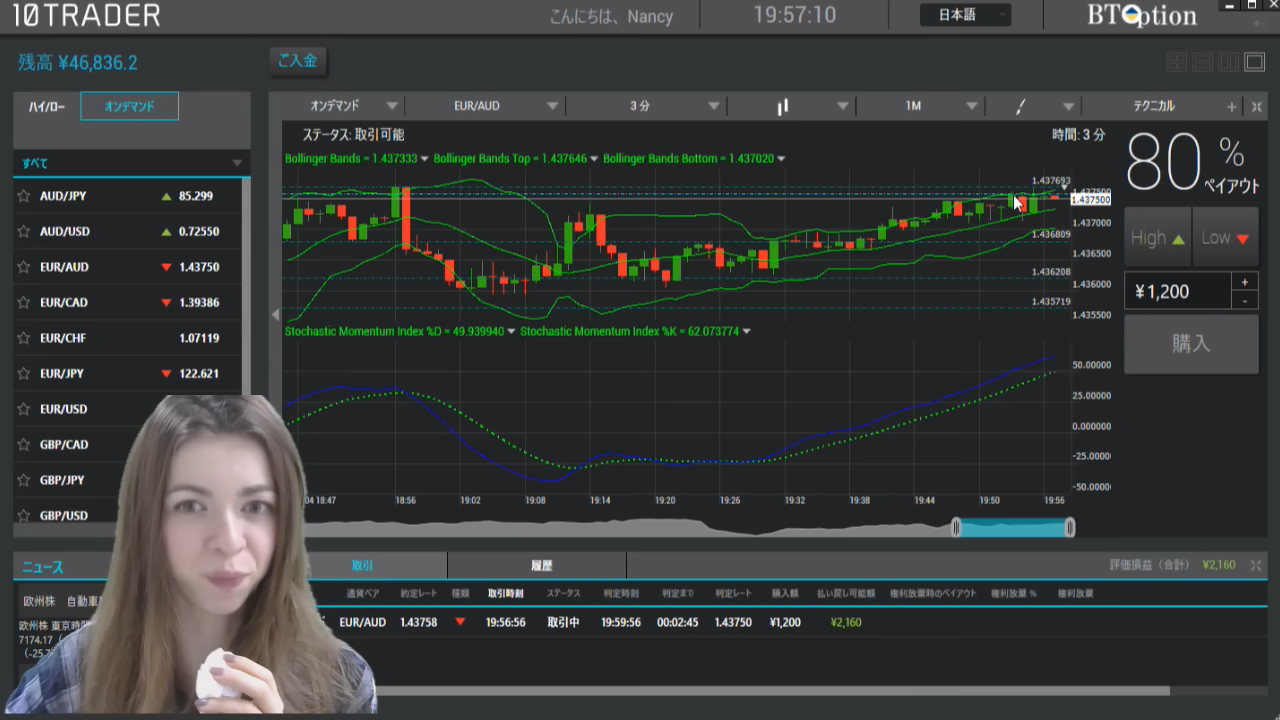 10TRADER
こんにちは、Nancy
19:57:10
日本語
BTOption
残高 ¥46,836.2
ご入金
ハイ/ロー
オンデマンド
オンデマンド
EUR/AUD
3 分
1M
テクニカル
ステータス: 取引可能
時間: 3 分
すべて
Bollinger Bands = 1.437333
Bollinger Bands Top = 1.437646
Bollinger Bands Bottom = 1.437020
80 %
ペイアウト
AUD/JPY 85.299
AUD/USD 0.72550
EUR/AUD 1.43750
EUR/CAD 1.39386
EUR/CHF 1.07119
EUR/JPY 122.621
EUR/USD
GBP/CAD
GBP/JPY
GBP/USD
1.437693
1.437500
1.437000
1.436809
1.436500
1.436208
1.436000
1.435719
1.435500
High
Low
¥1,200
+
-
購入
Stochastic Momentum Index %D = 49.939940
Stochastic Momentum Index %K = 62.073774
50.00000
25.00000
0.000000
-25.0000
-50.0000
04 18:47 18:56 19:02 19:08 19:14 19:20 19:26 19:32 19:38 19:44 19:50 19:56
ニュース
取引
履歴
評価損益（合計） ¥2,160
欧州株 自動車
欧州株 東京時間
7174.17
（-25.7
通貨ペア 約定レート 種類 取引時刻 ステータス 判定時刻 判定まで 判定レート 購入額 払い戻し可能額 権利放棄時のペイアウト 権利放棄 % 権利放棄
EUR/AUD 1.43758 19:56:56 取引中 19:59:56 00:02:45 1.43750 ¥1,200 ¥2,160